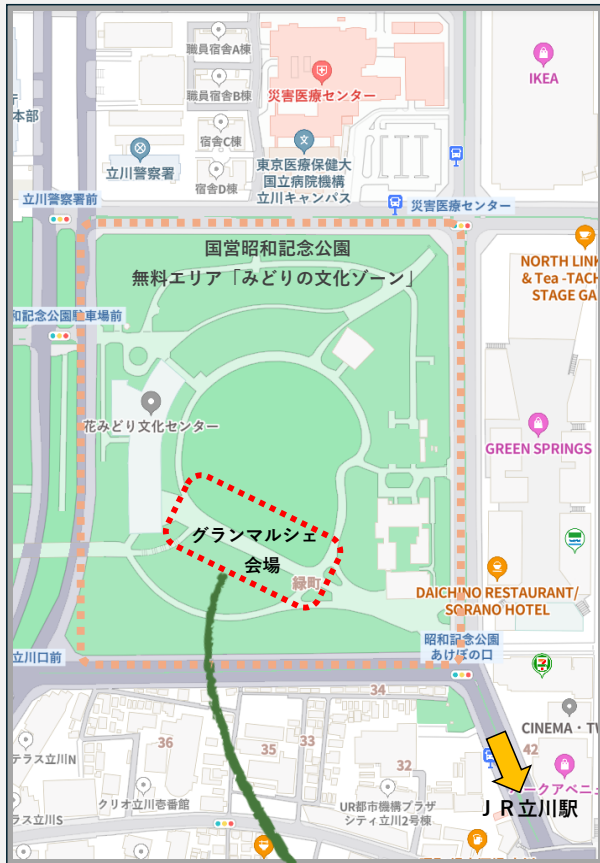 職員宿舎A棟
IKEA
職員宿舎B棟
災害医療センター
本部
宿舎C棟
立川警察署
東京医療保健大
国立病院機構
立川キャンパス
宿舎D棟
立川警察署前
災害医療センター
国営昭和記念公園
無料エリア「みどりの文化ゾーン」
NORTH LINK
& Tea -TACH
STAGE GA
和記念公園駐車場前
花みどり文化センター
GREEN SPRINGS
グランマルシェ
会場
緑町
DAICHINO RESTAURANT/
SORANO HOTEL
昭和記念公園
あけぼの口
立川口前
34
CINEMA・TW
36
33
35
42
テラス立川N
32
クリオ立川壱番館
UR都市機構プラザ
シティ立川2号棟
ークアベニュ
JR立川駅
テラス立川S